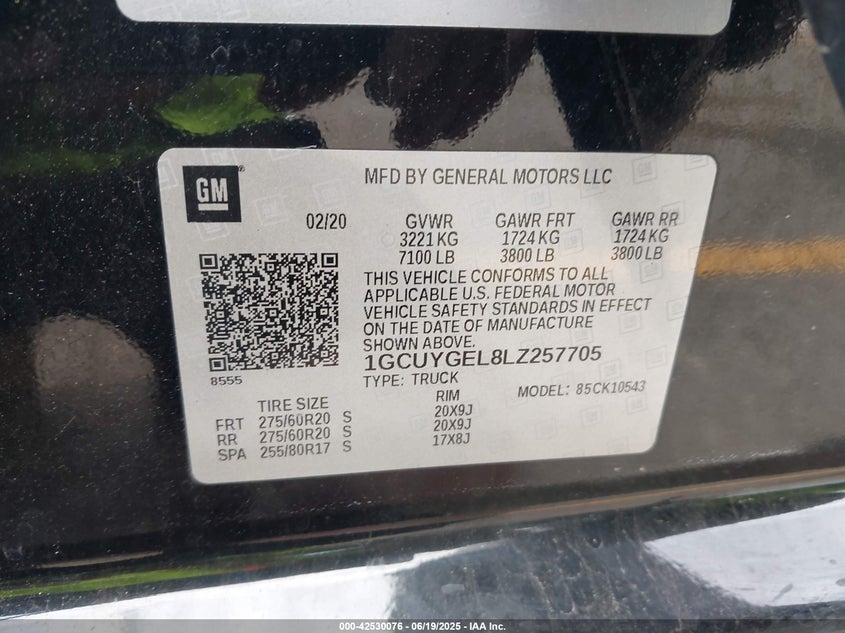 GM
MFD BY GENERAL MOTORS LLC
02/20 GVWR GAWR FRT GAWR RR
3221 KG 1724 KG 1724 KG
7100 LB 3800 LB 3800 LB
THIS VEHICLE CONFORMS TO ALL
APPLICABLE U.S. FEDERAL MOTOR
VEHICLE SAFETY STANDARDS IN EFFECT
ON THE DATE OF MANUFACTURE
SHOWN ABOVE.
1GCUYGEL8LZ257705
8555
TYPE: TRUCK
MODEL: 85CK10543
TIRE SIZE RIM
FRT 275/60R20 S 20X9J
RR 275/60R20 S 20X9J
SPA 255/80R17 S 17X8J
000-42530076 - 06/19/2025 - IAA Inc.